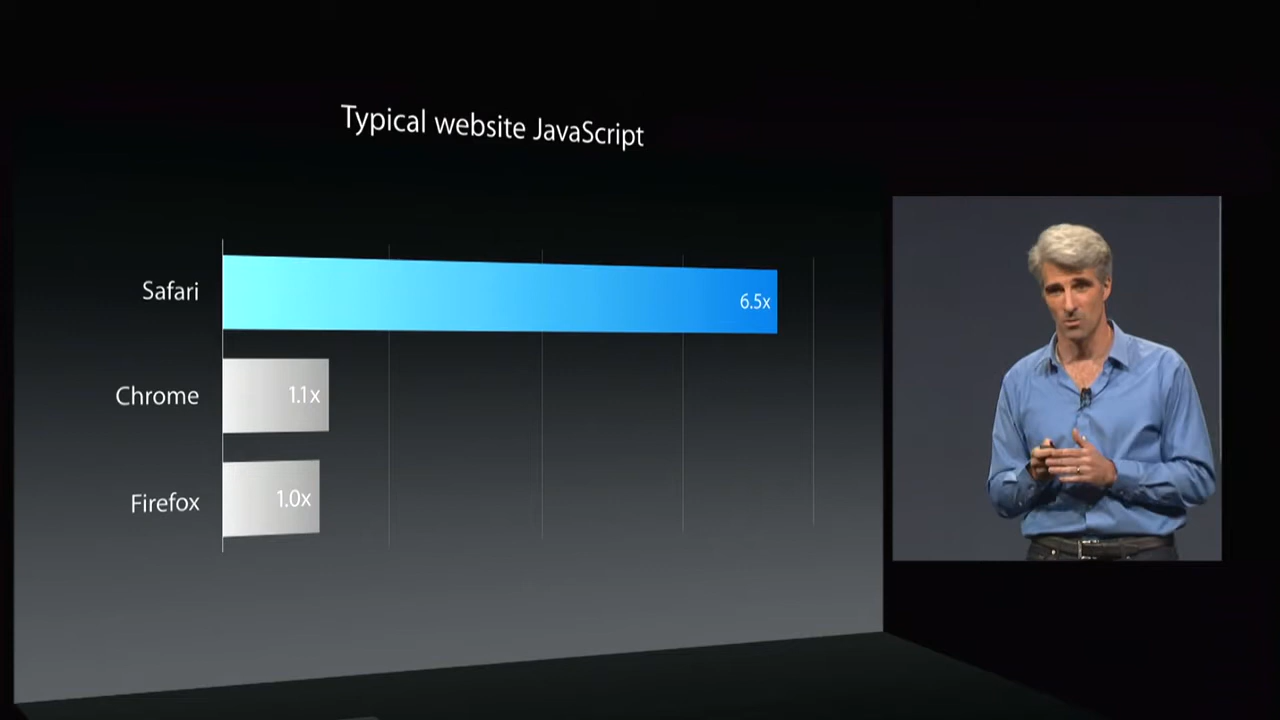 Typical website JavaScript
Safari
6.5x
Chrome
1.1x
Firefox
1.0x